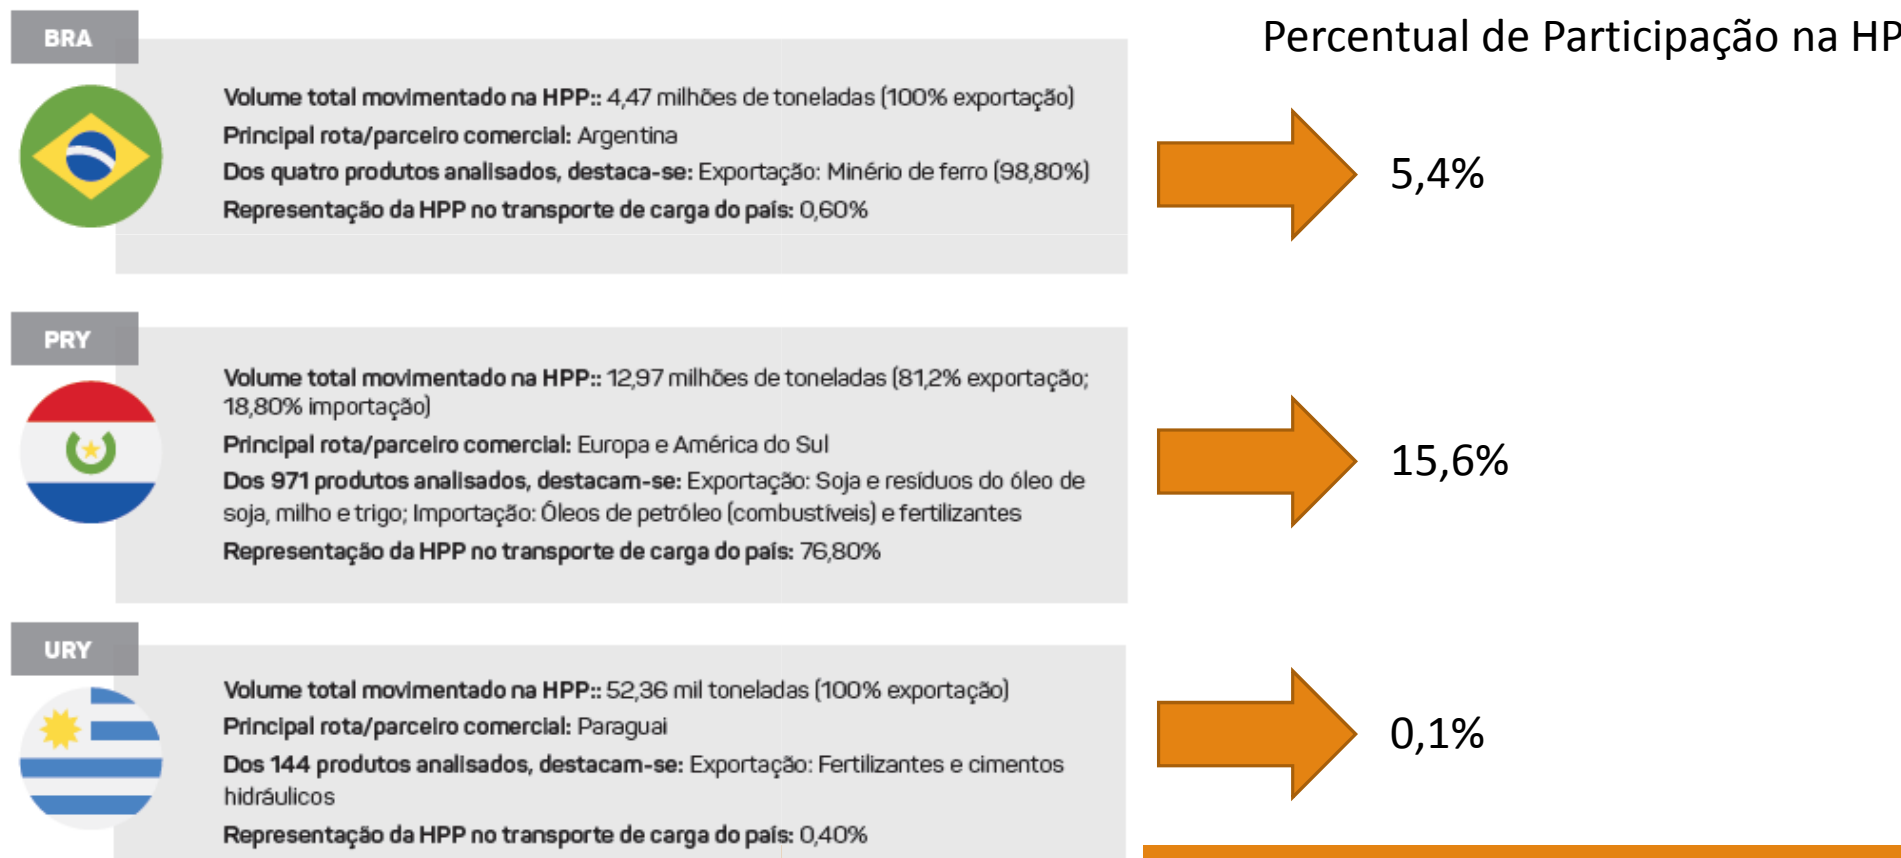 BRA
Percentual de Participação na HP
Volume total movimentado na HPP:: 4,47 milhões de toneladas (100% exportação)
Principal rota/parceiro comercial: Argentina
Dos quatro produtos analisados, destaca-se: Exportação: Minério de ferro (98,80%)
Representação da HPP no transporte de carga do país: 0,60%
5,4%
PRY
Volume total movimentado na HPP:: 12,97 milhões de toneladas (81,2% exportação;
18,80% importação)
Principal rota/parceiro comercial: Europa e América do Sul
Dos 971 produtos analisados, destacam-se: Exportação: Soja e resíduos do óleo de
soja, milho e trigo; Importação: Óleos de petróleo (combustíveis) e fertilizantes
Representação da HPP no transporte de carga do país: 76,80%
15,6%
URY
Volume total movimentado na HPP:: 52,36 mil toneladas (100% exportação)
Principal rota/parceiro comercial: Paraguai
Dos 144 produtos analisados, destacam-se: Exportação: Fertilizantes e cimentos
hidráulicos
Representação da HPP no transporte de carga do país: 0,40%
0,1%